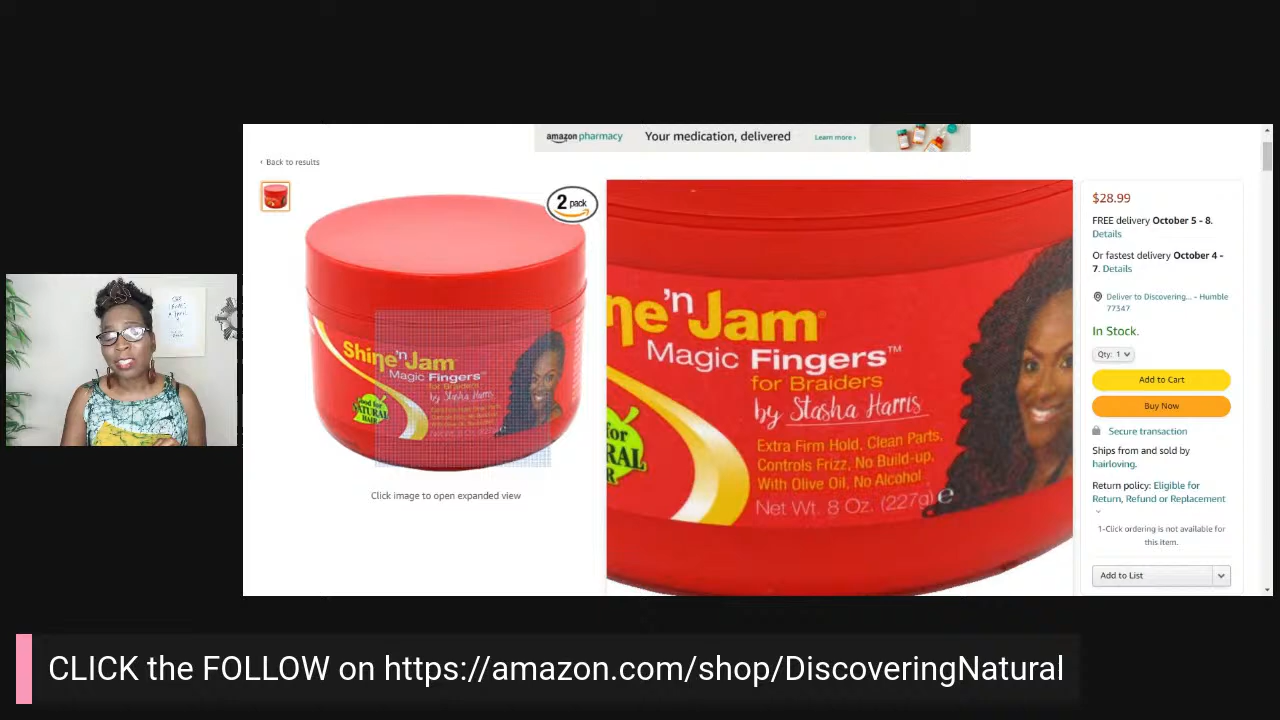 amazon pharmacy
Your medication, delivered
Learn more ›
‹ Back to results
2 pack
Shine 'n Jam
Magic Fingers™
for Braiders
by Stasha Harris
Click image to open expanded view
ne 'n Jam®
Magic Fingers™
for Braiders
by Stasha Harris
for
RAL
Extra Firm Hold, Clean Parts,
Controls Frizz, No Build-up,
With Olive Oil, No Alcohol
Net Wt. 8 Oz. (227g) e
$28.99
FREE delivery October 5 - 8.
Details
Or fastest delivery October 4 -
7. Details
Deliver to Discovering... - Humble
77347
In Stock.
Qty: 1
Add to Cart
Buy Now
Secure transaction
Ships from and sold by
hairloving.
Return policy: Eligible for
Return, Refund or Replacement
1-Click ordering is not available for
this item.
Add to List
CLICK the FOLLOW on https://amazon.com/shop/DiscoveringNatural